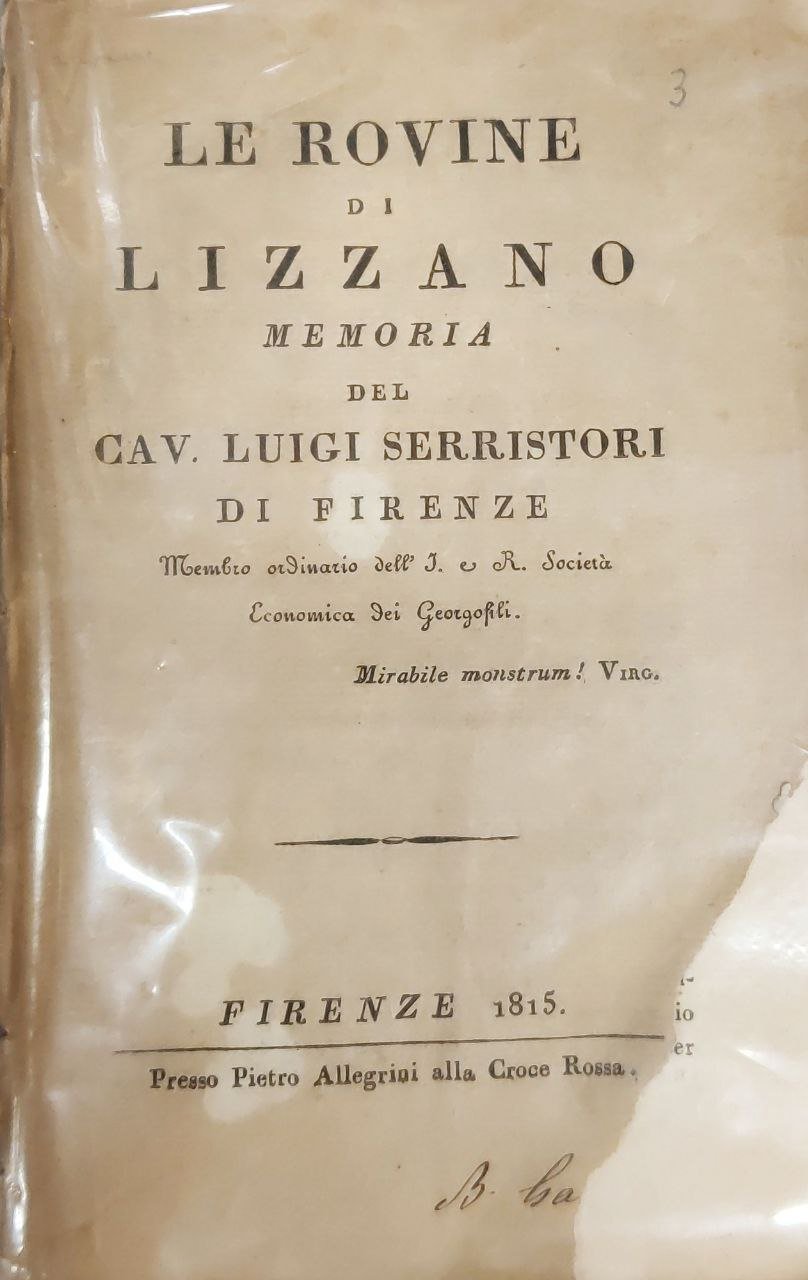 3
LE ROVINE
DI
LIZZANO
MEMORIA
DEL
CAV. LUIGI SERRISTORI
DI FIRENZE
Membro ordinario dell' I. e R. Società
Economica dei Georgofili.
Mirabile monstrum! VIRG.
FIRENZE 1815.
io
er
Presso Pietro Allegrini alla Croce Rossa.
B.